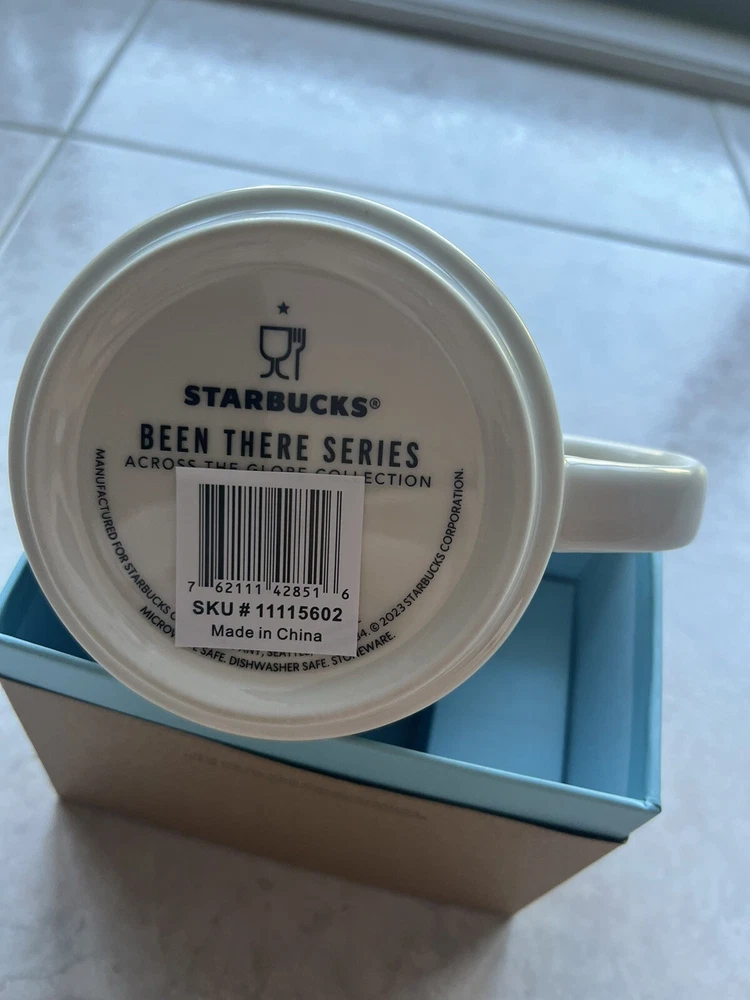 STARBUCKS®
BEEN THERE SERIES
ACROSS THE GLOBE COLLECTION
MANUFACTURED FOR STARBUCKS
SEATTLE
© 2023 STARBUCKS CORPORATION.
SAFE. DISHWASHER SAFE. STONEWARE.
7 62111 42851 6
SKU # 11115602
Made in China